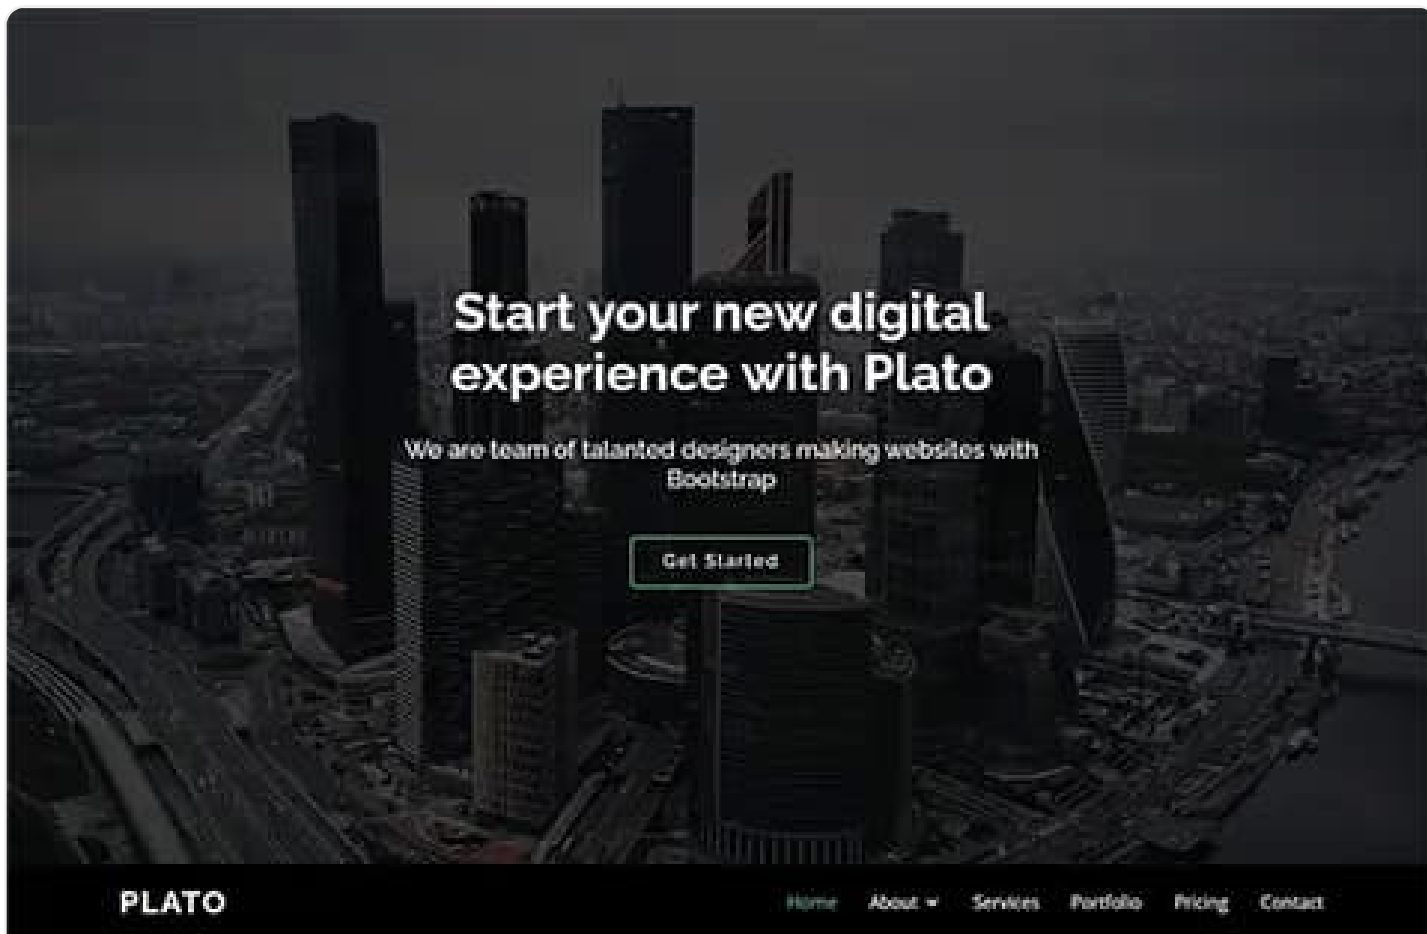 Start your new digital
experience with Plato
We are team of talanted designers making websites with
Bootstrap
Get Started
PLATO
Home About Services Portfolio Pricing Contact